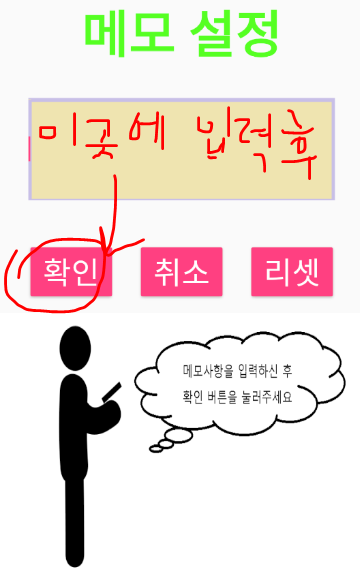 메모 설정
이곳에 입력후
확인 취소 리셋
메모사항을 입력하신 후
확인 버튼을 눌러주세요